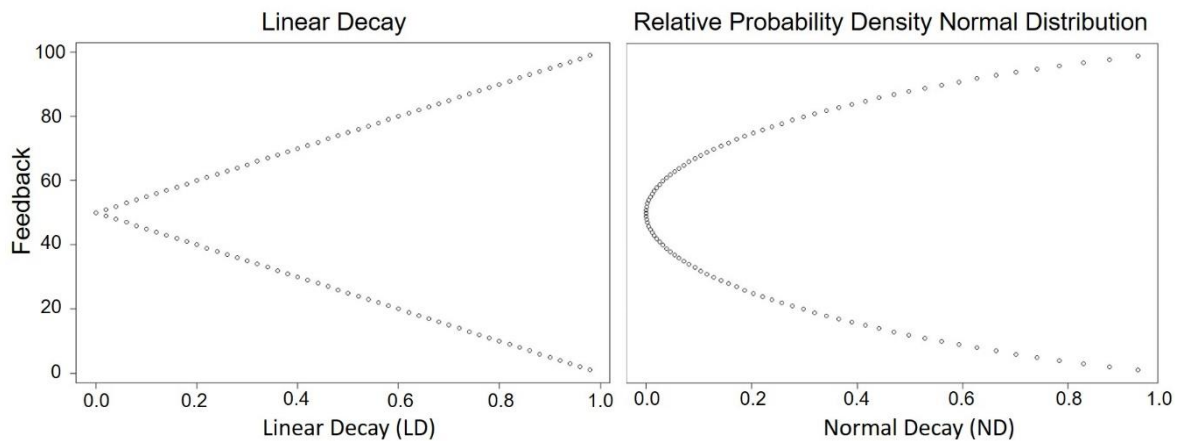 Linear Decay
Relative Probability Density Normal Distribution
Feedback
100
80
60
40
20
0
0.0 0.2 0.4 0.6 0.8 1.0
0.0 0.2 0.4 0.6 0.8 1.0
Linear Decay (LD)
Normal Decay (ND)